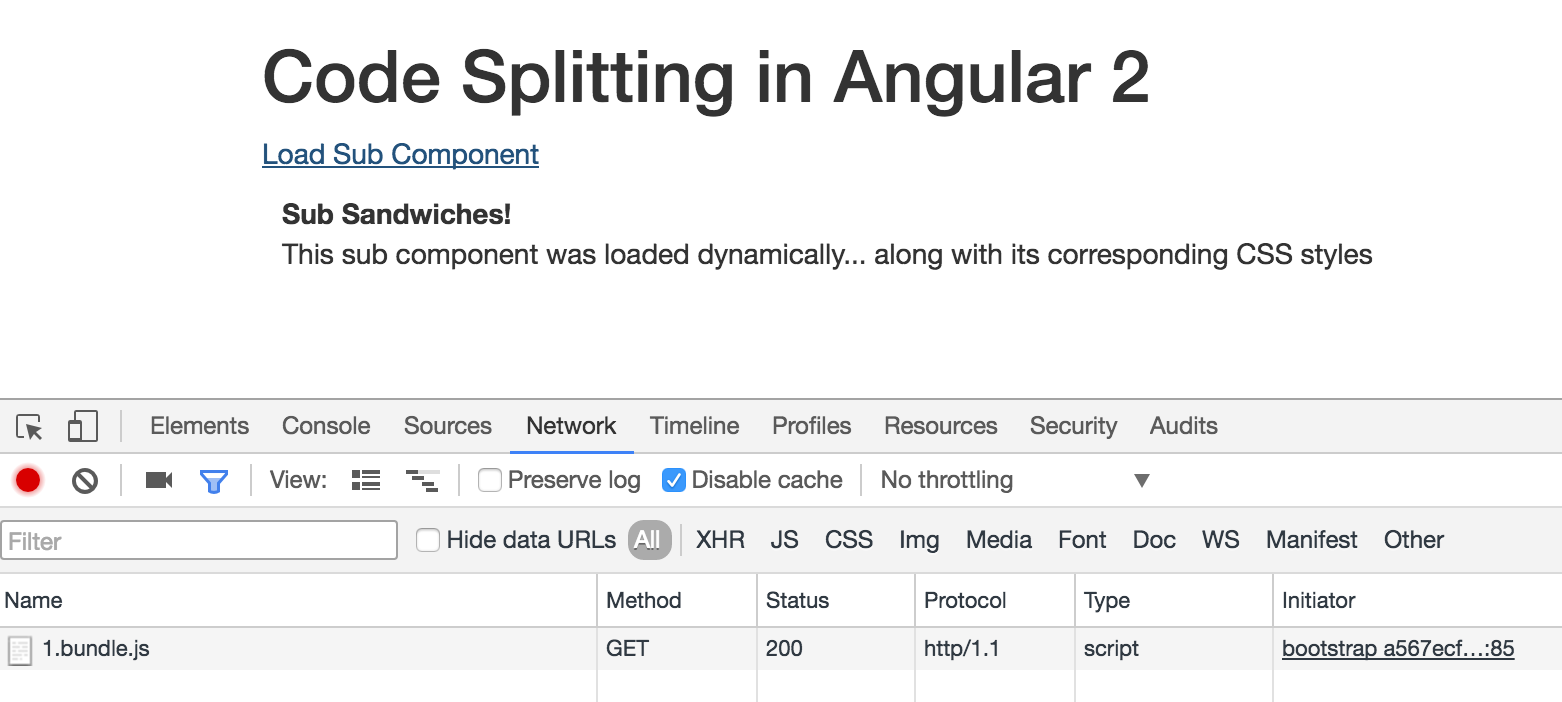 Code Splitting in Angular 2
Load Sub Component
Sub Sandwiches!
This sub component was loaded dynamically... along with its corresponding CSS styles
Elements Console Sources Network Timeline Profiles Resources Security Audits
View: Preserve log Disable cache No throttling
Filter Hide data URLs All XHR JS CSS Img Media Font Doc WS Manifest Other
Name Method Status Protocol Type Initiator
1.bundle.js GET 200 http/1.1 script bootstrap a567ecf...:85